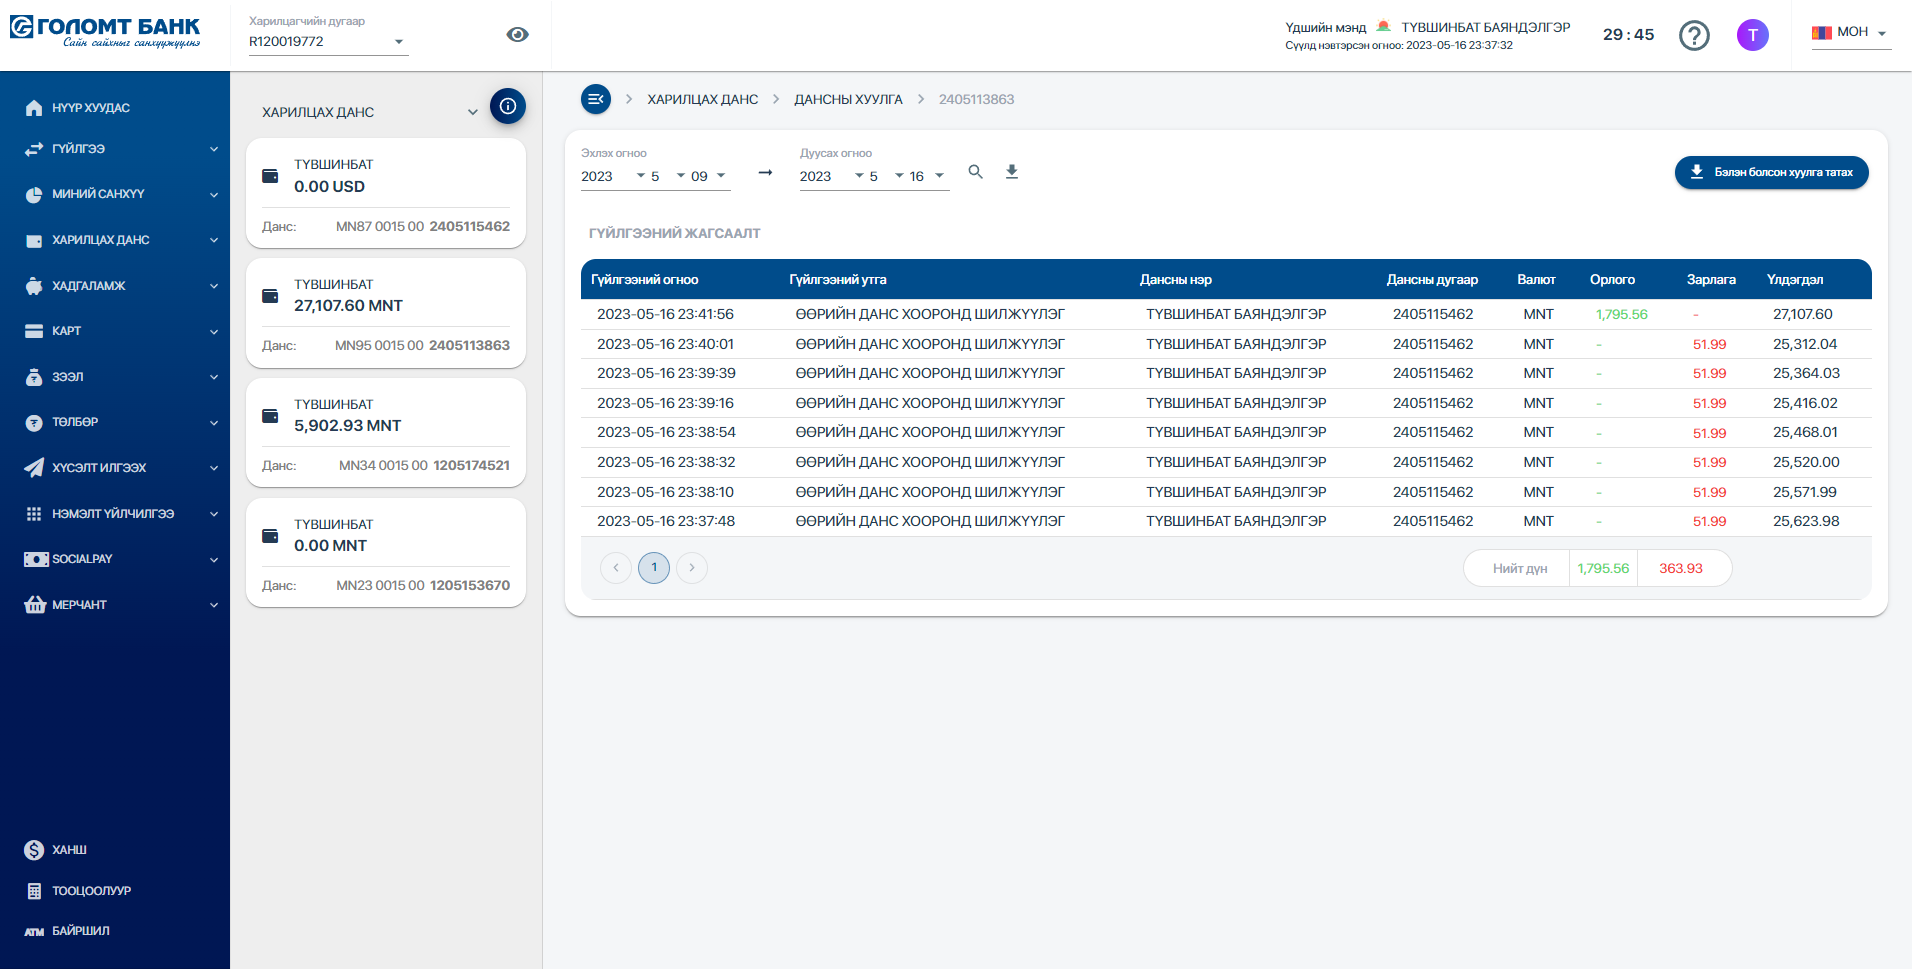 ГОЛОМТ БАНК
Сайн сайхныг санхүүжүүлнэ
Харилцагчийн дугаар
R120019772
Үдшийн мэнд ТҮВШИНБАТ БАЯНДЭЛГЭР
Сүүлд нэвтэрсэн огноо: 2023-05-16 23:37:32
29 : 45
?
T
МОН
НҮҮР ХУУДАС
ГҮЙЛГЭЭ
МИНИЙ САНХҮҮ
ХАРИЛЦАХ ДАНС
ХАДГАЛАМЖ
КАРТ
ЗЭЭЛ
ТӨЛБӨР
ХҮСЭЛТ ИЛГЭЭХ
НЭМЭЛТ ҮЙЛЧИЛГЭЭ
SOCIALPAY
МЕРЧАНТ
ХАНШ
ТООЦООЛУУР
ATM БАЙРШИЛ
ХАРИЛЦАХ ДАНС
ТҮВШИНБАТ
0.00 USD
Данс: MN87 0015 00 2405115462
ТҮВШИНБАТ
27,107.60 MNT
Данс: MN95 0015 00 2405113863
ТҮВШИНБАТ
5,902.93 MNT
Данс: MN34 0015 00 1205174521
ТҮВШИНБАТ
0.00 MNT
Данс: MN23 0015 00 1205153670
ХАРИЛЦАХ ДАНС > ДАНСНЫ ХУУЛГА > 2405113863
Эхлэх огноо
2023 5 09
Дуусах огноо
2023 5 16
Бэлэн болсон хуулга татах
ГҮЙЛГЭЭНИЙ ЖАГСААЛТ
Гүйлгээний огноо Гүйлгээний утга Дансны нэр Дансны дугаар Валют Орлого Зарлага Үлдэгдэл
2023-05-16 23:41:56 ӨӨРИЙН ДАНС ХООРОНД ШИЛЖҮҮЛЭГ ТҮВШИНБАТ БАЯНДЭЛГЭР 2405115462 MNT 1,795.56 - 27,107.60
2023-05-16 23:40:01 ӨӨРИЙН ДАНС ХООРОНД ШИЛЖҮҮЛЭГ ТҮВШИНБАТ БАЯНДЭЛГЭР 2405115462 MNT - 51.99 25,312.04
2023-05-16 23:39:39 ӨӨРИЙН ДАНС ХООРОНД ШИЛЖҮҮЛЭГ ТҮВШИНБАТ БАЯНДЭЛГЭР 2405115462 MNT - 51.99 25,364.03
2023-05-16 23:39:16 ӨӨРИЙН ДАНС ХООРОНД ШИЛЖҮҮЛЭГ ТҮВШИНБАТ БАЯНДЭЛГЭР 2405115462 MNT - 51.99 25,416.02
2023-05-16 23:38:54 ӨӨРИЙН ДАНС ХООРОНД ШИЛЖҮҮЛЭГ ТҮВШИНБАТ БАЯНДЭЛГЭР 2405115462 MNT - 51.99 25,468.01
2023-05-16 23:38:32 ӨӨРИЙН ДАНС ХООРОНД ШИЛЖҮҮЛЭГ ТҮВШИНБАТ БАЯНДЭЛГЭР 2405115462 MNT - 51.99 25,520.00
2023-05-16 23:38:10 ӨӨРИЙН ДАНС ХООРОНД ШИЛЖҮҮЛЭГ ТҮВШИНБАТ БАЯНДЭЛГЭР 2405115462 MNT - 51.99 25,571.99
2023-05-16 23:37:48 ӨӨРИЙН ДАНС ХООРОНД ШИЛЖҮҮЛЭГ ТҮВШИНБАТ БАЯНДЭЛГЭР 2405115462 MNT - 51.99 25,623.98
1
Нийт дүн 1,795.56 363.93